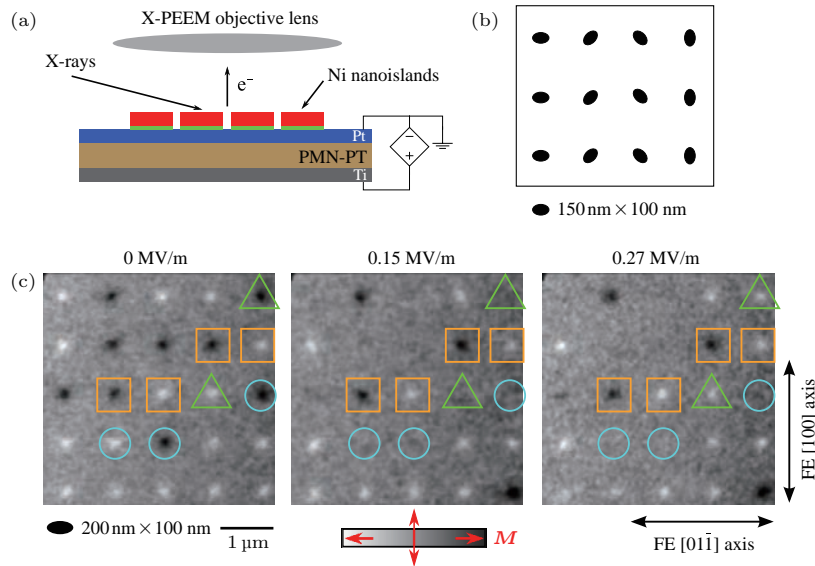 (a)
X-PEEM objective lens
X-rays
e⁻
Ni nanoislands
Pt
PMN-PT
Ti
−
+
(b)
150 nm × 100 nm
(c)
0 MV/m
0.15 MV/m
0.27 MV/m
FE [100] axis
200 nm × 100 nm
1 µm
M
FE [011̄] axis